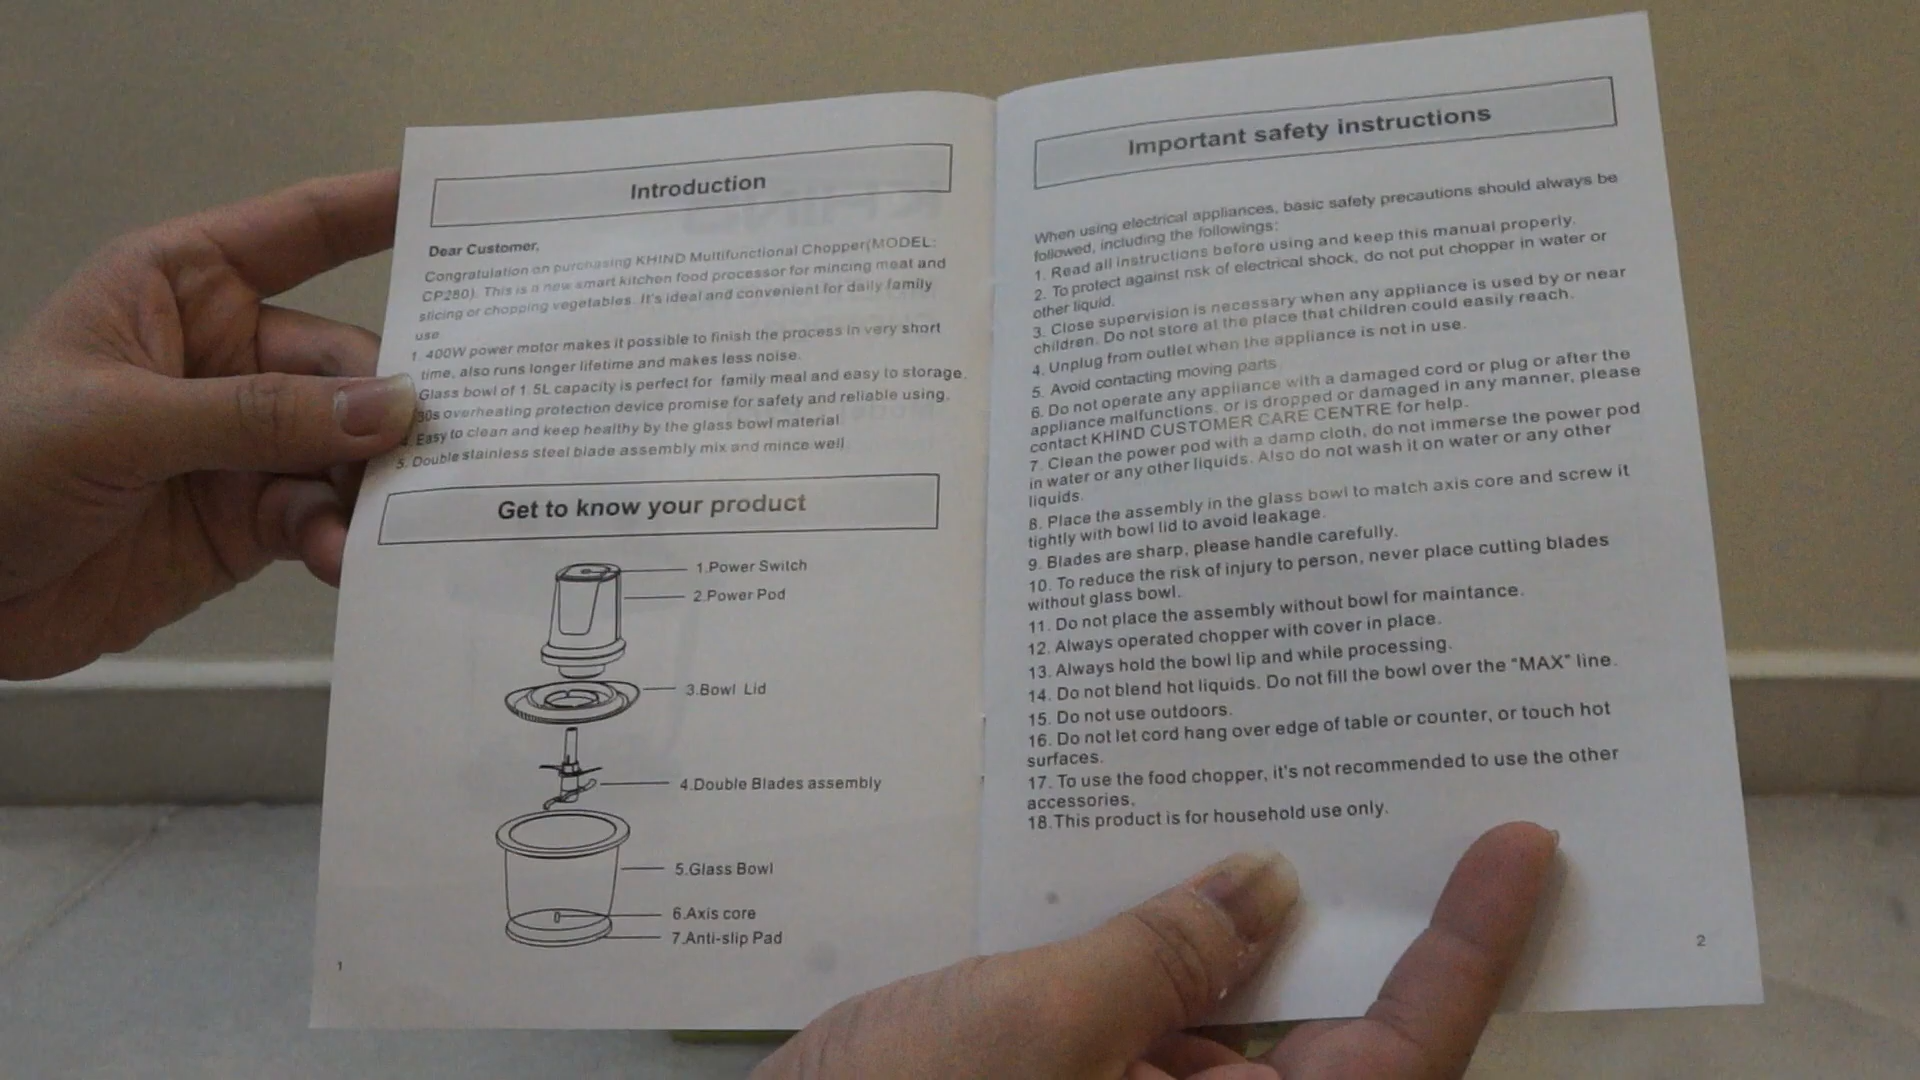 Introduction
Dear Customer,
Congratulation on purchasing KHIND Multifunctional Chopper(MODEL:
CP280). This is a new smart kitchen food processor for mincing meat and
slicing or chopping vegetables. It's ideal and convenient for daily family
use
1. 400W power motor makes it possible to finish the process in very short
time, also runs longer lifetime and makes less noise.
Glass bowl of 1.5L capacity is perfect for family meal and easy to storage.
30s overheating protection device promise for safety and reliable using.
4. Easy to clean and keep healthy by the glass bowl material
5. Double stainless steel blade assembly mix and mince well
Get to know your product
1.Power Switch
2.Power Pod
3.Bowl Lid
4.Double Blades assembly
5.Glass Bowl
6.Axis core
7.Anti-slip Pad
1
Important safety instructions
When using electrical appliances, basic safety precautions should always be
followed, including the followings:
1. Read all instructions before using and keep this manual properly.
2. To protect against risk of electrical shock, do not put chopper in water or
other liquid.
3. Close supervision is necessary when any appliance is used by or near
children. Do not store at the place that children could easily reach.
4. Unplug from outlet when the appliance is not in use.
5. Avoid contacting moving parts
6. Do not operate any appliance with a damaged cord or plug or after the
appliance malfunctions, or is dropped or damaged in any manner, please
contact KHIND CUSTOMER CARE CENTRE for help.
7. Clean the power pod with a damp cloth, do not immerse the power pod
in water or any other liquids. Also do not wash it on water or any other
liquids.
8. Place the assembly in the glass bowl to match axis core and screw it
tightly with bowl lid to avoid leakage.
9. Blades are sharp, please handle carefully.
10. To reduce the risk of injury to person, never place cutting blades
without glass bowl.
11. Do not place the assembly without bowl for maintance.
12. Always operated chopper with cover in place.
13. Always hold the bowl lip and while processing.
14. Do not blend hot liquids. Do not fill the bowl over the "MAX" line.
15. Do not use outdoors.
16. Do not let cord hang over edge of table or counter, or touch hot
surfaces.
17. To use the food chopper, it's not recommended to use the other
accessories.
18.This product is for household use only.
2